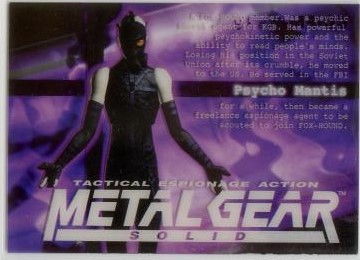 member.Was a psychic
for KGB. Has powerful
psychokinetic power and the
ability to read people's minds.
Losing his position in the Soviet
Union after its crumble, he moved
to the US. He served in the FBI
Psycho Mantis
for a while, then became a
freelance espionage agent to be
scouted to join FOX-HOUND.
TACTICAL ESPIONAGE ACTION
METAL GEAR
SOLID
TM